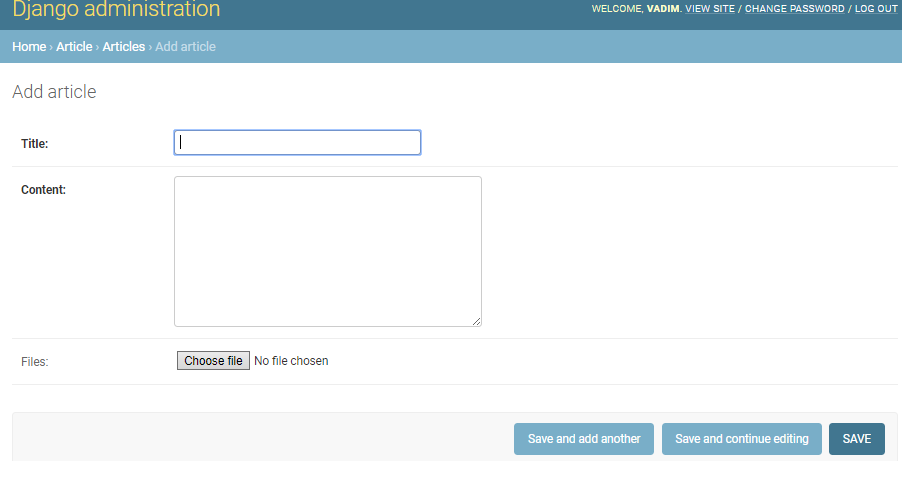 Django administration
WELCOME, VADIM. VIEW SITE / CHANGE PASSWORD / LOG OUT
Home › Article › Articles › Add article
Add article
Title:
Content:
Files: Choose file No file chosen
Save and add another Save and continue editing SAVE